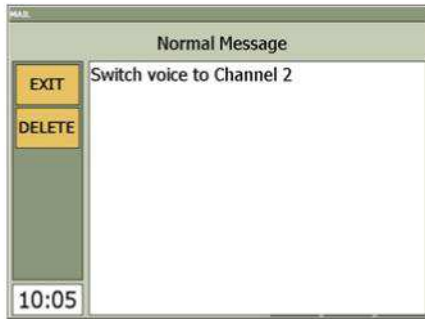 MAIL
Normal Message
EXIT
Switch voice to Channel 2
DELETE
10:05